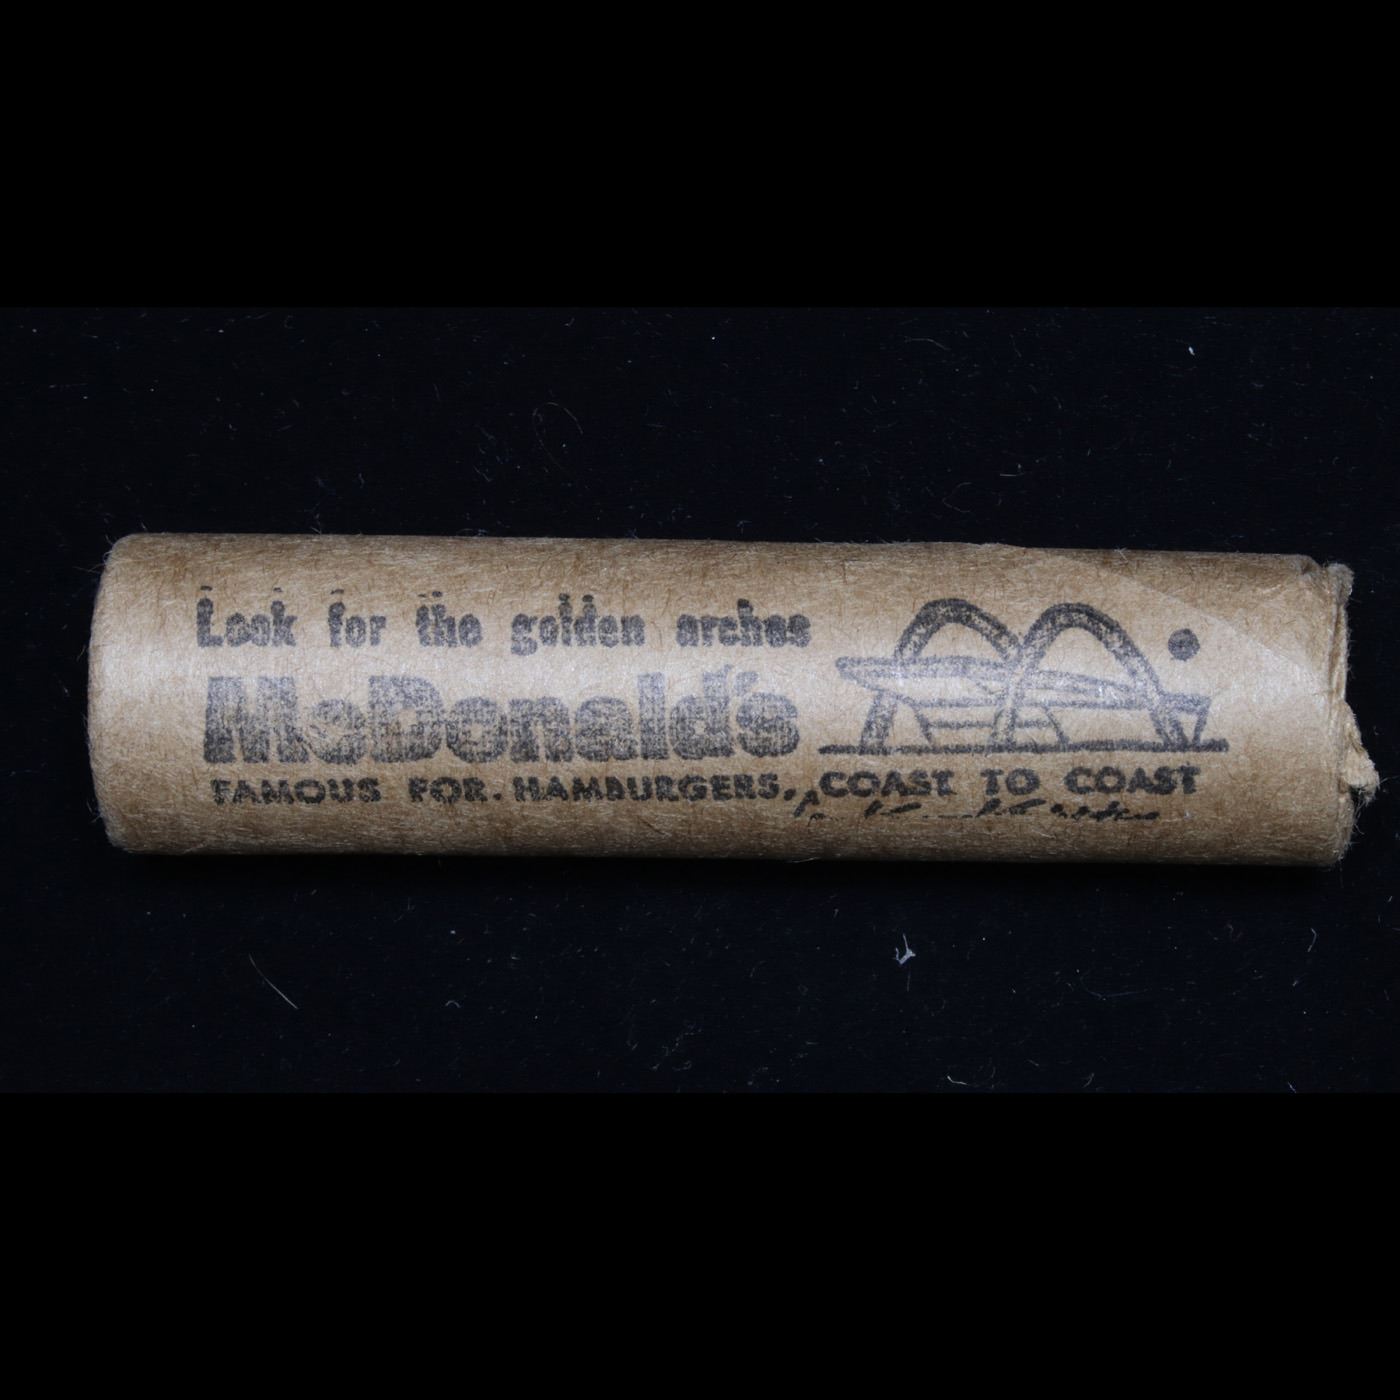 Look for the golden arches
McDonald's
FAMOUS FOR. HAMBURGERS, COAST TO COAST